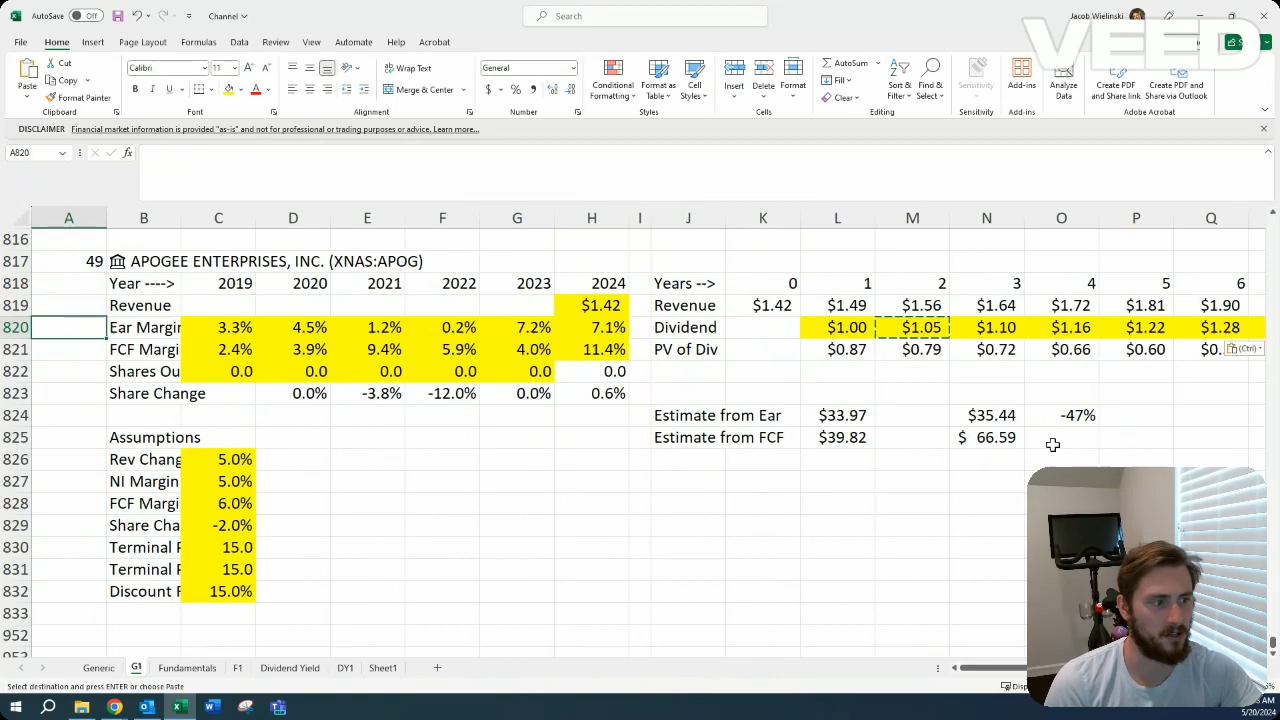 AutoSave Off Channel Search Jacob Wielinski
VEED
File Home Insert Page Layout Formulas Data Review View Automate Help Acrobat
Paste Cut Copy Format Painter Calibri 11 Wrap Text Merge & Center General Conditional Formatting Format as Table Cell Styles Insert Delete Format AutoSum Fill Clear Sort & Filter Find & Select Sensitivity Add-ins Analyze Data Create PDF and Share link Create PDF and Share via Outlook
Clipboard Font Alignment Number Styles Cells Editing Sensitivity Add-ins Adobe Acrobat
DISCLAIMER Financial market information is provided "as-is" and not for professional or trading purposes or advice. Learn more...
A820 fx
A B C D E F G H I J K L M N O P Q
816
817 49 APOGEE ENTERPRISES, INC. (XNAS:APOG)
818 Year ----> 2019 2020 2021 2022 2023 2024 Years --> 0 1 2 3 4 5 6
819 Revenue $1.42 Revenue $1.42 $1.49 $1.56 $1.64 $1.72 $1.81 $1.90
820 Ear Margin 3.3% 4.5% 1.2% 0.2% 7.2% 7.1% Dividend $1.00 $1.05 $1.10 $1.16 $1.22 $1.28
821 FCF Margi 2.4% 3.9% 9.4% 5.9% 4.0% 11.4% PV of Div $0.87 $0.79 $0.72 $0.66 $0.60 $0. (Ctrl)
822 Shares Ou 0.0 0.0 0.0 0.0 0.0 0.0
823 Share Change 0.0% -3.8% -12.0% 0.0% 0.6%
824 Estimate from Ear $33.97 $35.44 -47%
825 Assumptions Estimate from FCF $39.82 $ 66.59
826 Rev Chang 5.0%
827 NI Margin 5.0%
828 FCF Margi 6.0%
829 Share Cha -2.0%
830 Terminal P 15.0
831 Terminal P 15.0
832 Discount F 15.0%
833
952
Generic G1 Fundamentals F1 Dividend Yield DY1 Sheet1
Select destination and press ENTER or choose Paste
5/20/2024